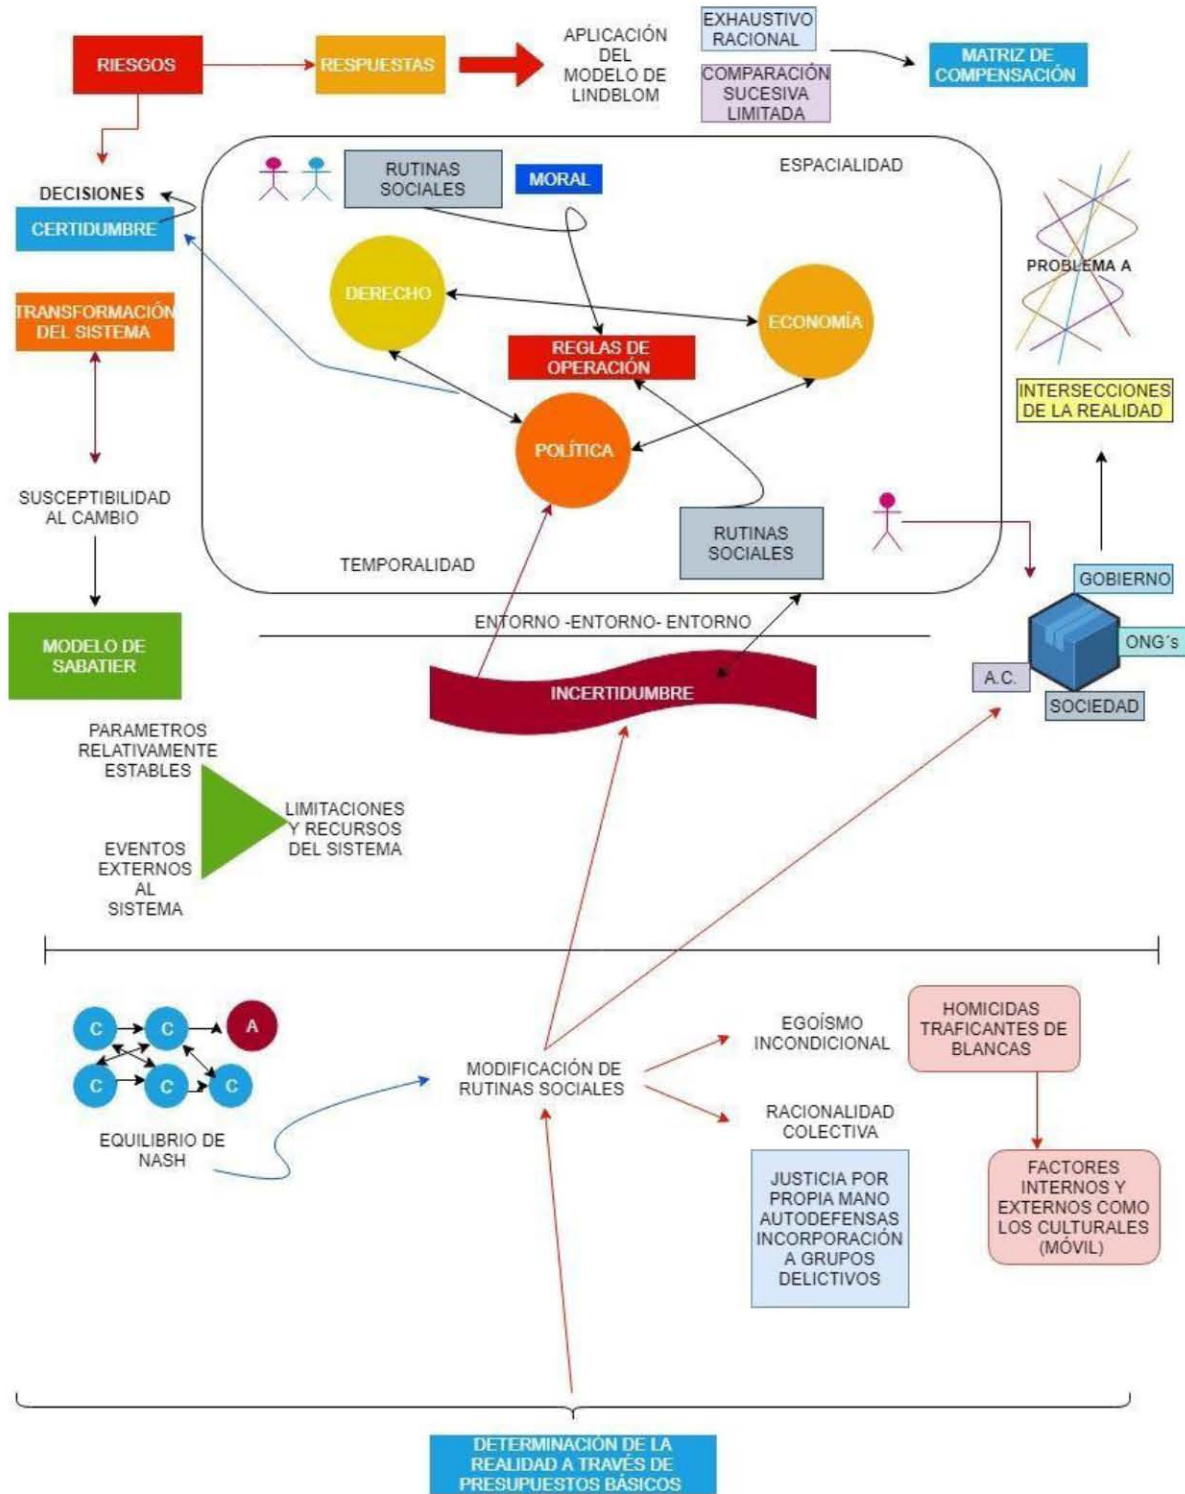 RIESGOS
RESPUESTAS
APLICACIÓN
DEL
MODELO DE
LINDBLOM
EXHAUSTIVO
RACIONAL
COMPARACIÓN
SUCESIVA
LIMITADA
MATRIZ DE
COMPENSACIÓN
DECISIONES
CERTIDUMBRE
TRANSFORMACIÓN
DEL SISTEMA
SUSCEPTIBILIDAD
AL CAMBIO
MODELO DE
SABATIER
RUTINAS
SOCIALES
MORAL
ESPACIALIDAD
DERECHO
ECONOMÍA
REGLAS DE
OPERACIÓN
POLÍTICA
RUTINAS
SOCIALES
TEMPORALIDAD
PROBLEMA A
INTERSECCIONES
DE LA REALIDAD
GOBIERNO
ONG´s
A.C.
SOCIEDAD
ENTORNO -ENTORNO- ENTORNO
INCERTIDUMBRE
PARAMETROS
RELATIVAMENTE
ESTABLES
LIMITACIONES
Y RECURSOS
DEL SISTEMA
EVENTOS
EXTERNOS
AL
SISTEMA
C
C
A
C
C
C
EQUILIBRIO DE
NASH
MODIFICACIÓN DE
RUTINAS SOCIALES
EGOÍSMO
INCONDICIONAL
HOMICIDAS
TRAFICANTES DE
BLANCAS
RACIONALIDAD
COLECTIVA
JUSTICIA POR
PROPIA MANO
AUTODEFENSAS
INCORPORACIÓN
A GRUPOS
DELICTIVOS
FACTORES
INTERNOS Y
EXTERNOS COMO
LOS CULTURALES
(MÓVIL)
DETERMINACIÓN DE LA
REALIDAD A TRAVÉS DE
PRESUPUESTOS BÁSICOS